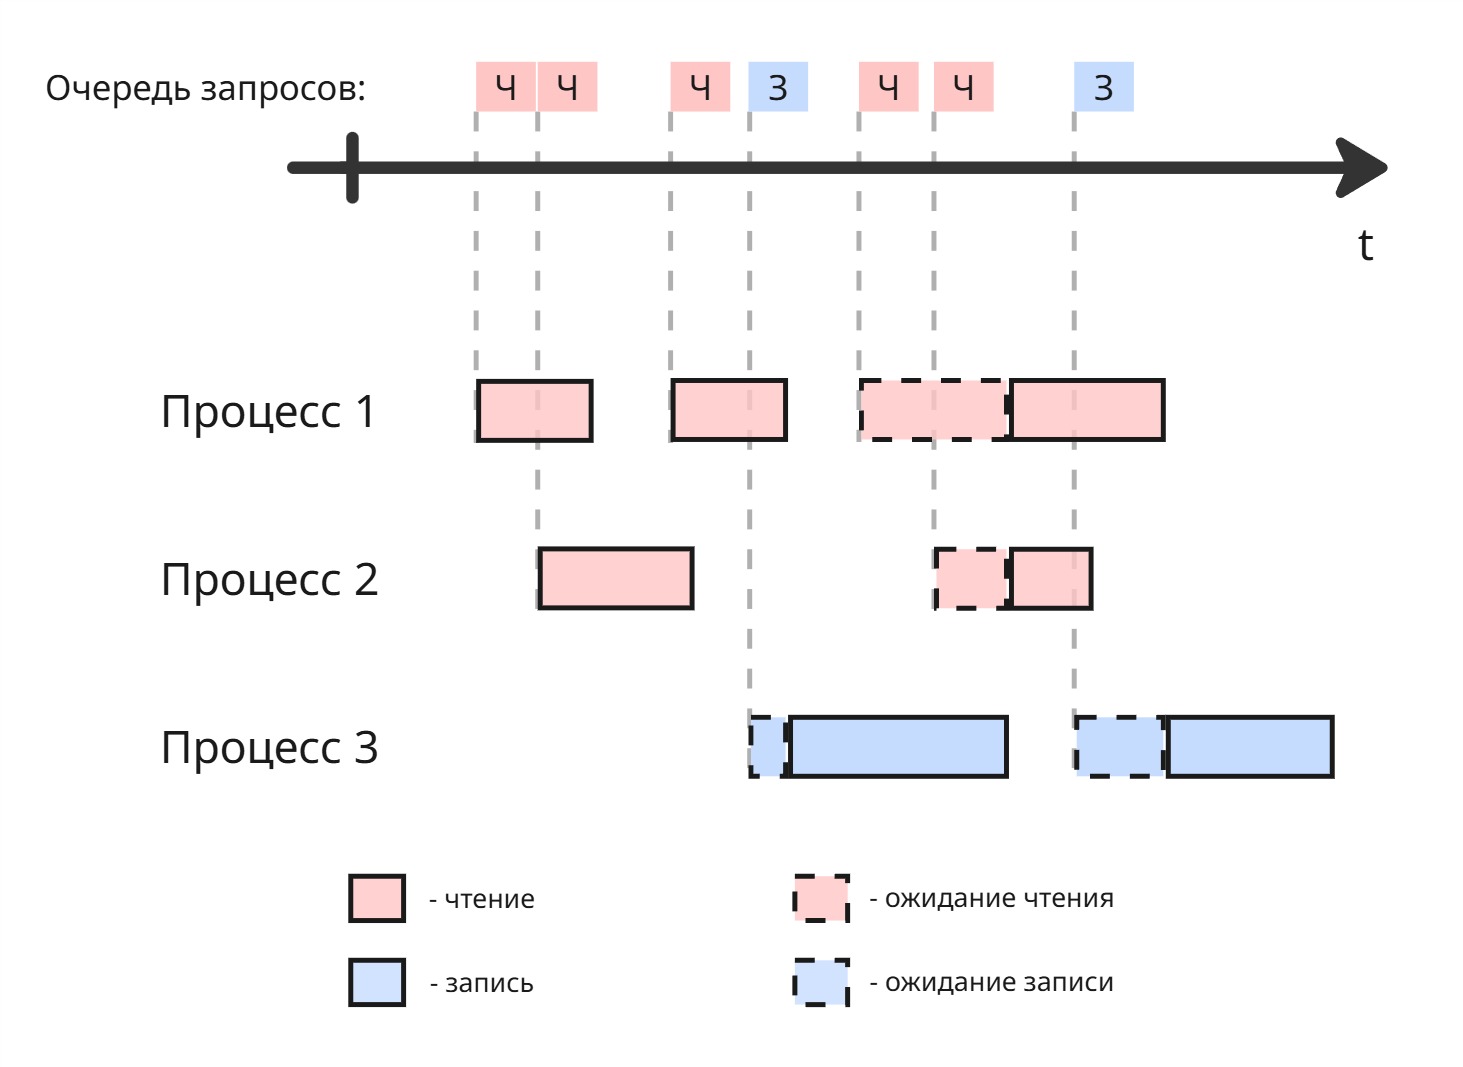 Очередь запросов: Ч Ч Ч З Ч Ч З
t
Процесс 1
Процесс 2
Процесс 3
- чтение - ожидание чтения
- запись - ожидание записи